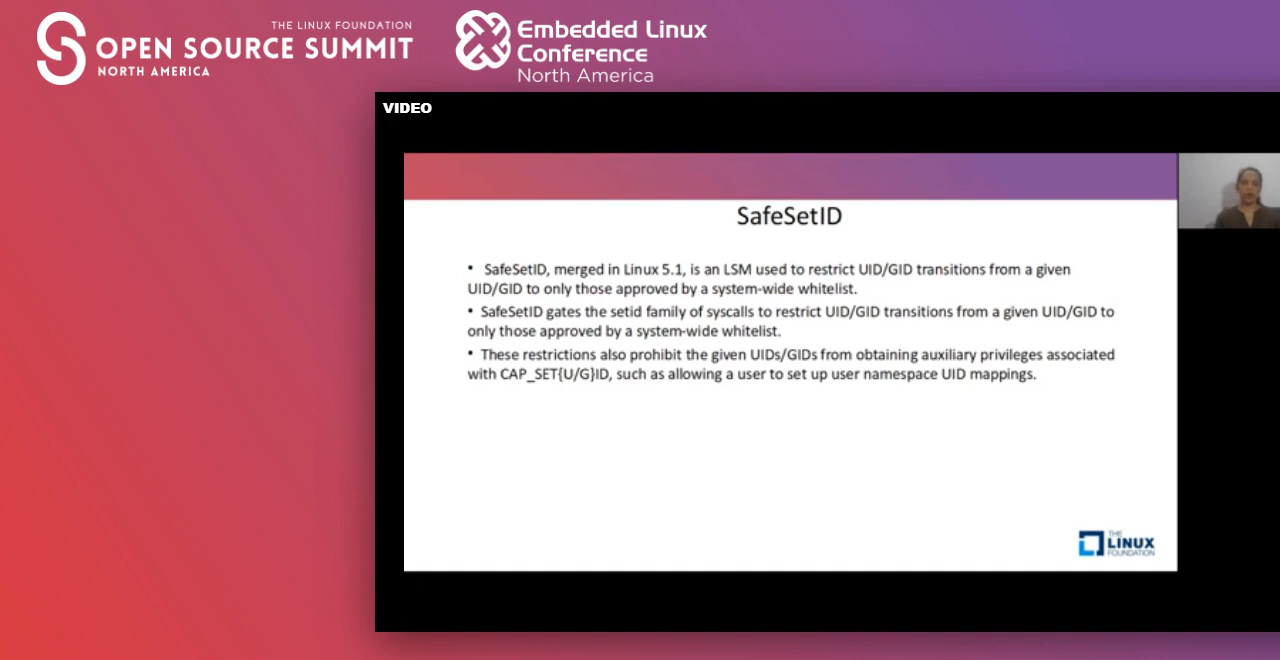 THE LINUX FOUNDATION
OPEN SOURCE SUMMIT
NORTH AMERICA
Embedded Linux
Conference
North America
VIDEO
SafeSetID
• SafeSetID, merged in Linux 5.1, is an LSM used to restrict UID/GID transitions from a given
UID/GID to only those approved by a system-wide whitelist.
• SafeSetID gates the setid family of syscalls to restrict UID/GID transitions from a given UID/GID to
only those approved by a system-wide whitelist.
• These restrictions also prohibit the given UIDs/GIDs from obtaining auxiliary privileges associated
with CAP_SET{U/G}ID, such as allowing a user to set up user namespace UID mappings.
THE
LINUX
FOUNDATION